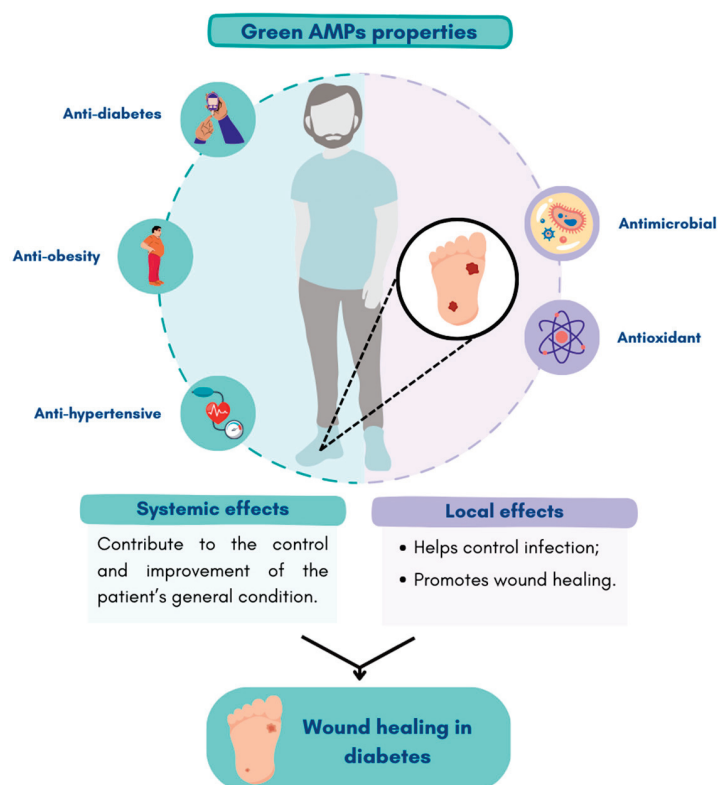 Green AMPs properties
Anti-diabetes
Anti-obesity
Anti-hypertensive
Antimicrobial
Antioxidant
Systemic effects
Contribute to the control
and improvement of the
patient's general condition.
Local effects
• Helps control infection;
• Promotes wound healing.
Wound healing in
diabetes